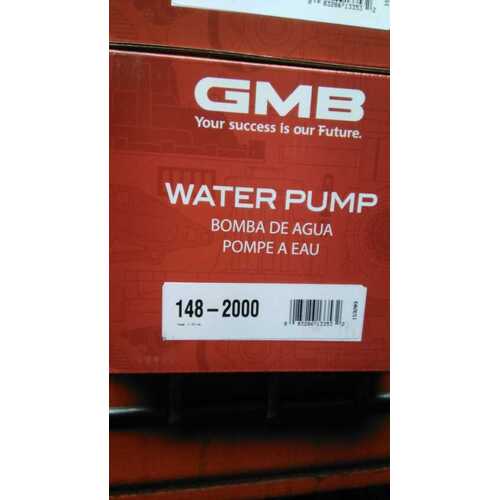 GMB
Your success is our Future.
WATER PUMP
BOMBA DE AGUA
POMPE A EAU
148-2000